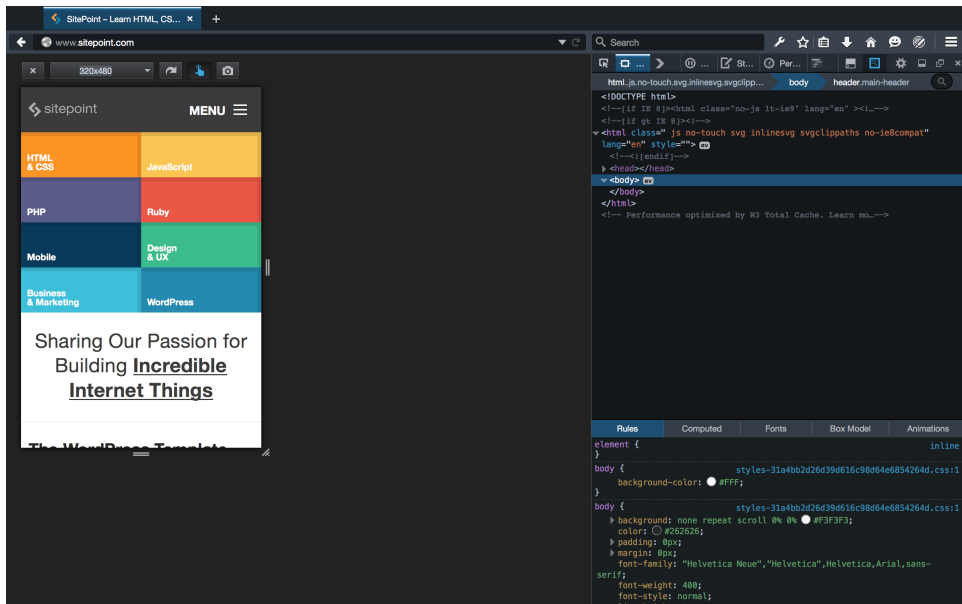 SitePoint – Learn HTML, CS... × +
www.sitepoint.com
Search
× 320x480
... St... ... Per... ×
html.js.no-touch.svg.inlinesvg.svgclipp... body header.main-header
sitepoint MENU
HTML
& CSS
JavaScript
PHP
Ruby
Mobile
Design
& UX
Business
& Marketing
WordPress
Sharing Our Passion for
Building Incredible
Internet Things
The WordPress Template
<!DOCTYPE html>
<!--[if IE 8]><html class="no-js lt-ie9" lang="en" ><!…-->
<!--[if gt IE 8]><!-->
<html class=" js no-touch svg inlinesvg svgclippaths no-ie8compat"
lang="en" style=""> ev
<!--<![endif]-->
<head></head>
<body> ev
</body>
</html>
<!-- Performance optimized by W3 Total Cache. Learn mo…-->
Rules Computed Fonts Box Model Animations
element { inline
}
body { styles-31a4bb2d26d39d616c98d64e6854264d.css:1
background-color: #FFF;
}
body { styles-31a4bb2d26d39d616c98d64e6854264d.css:1
background: none repeat scroll 0% 0% #F3F3F3;
color: #262626;
padding: 0px;
margin: 0px;
font-family: "Helvetica Neue","Helvetica",Helvetica,Arial,sans-
serif;
font-weight: 400;
font-style: normal;